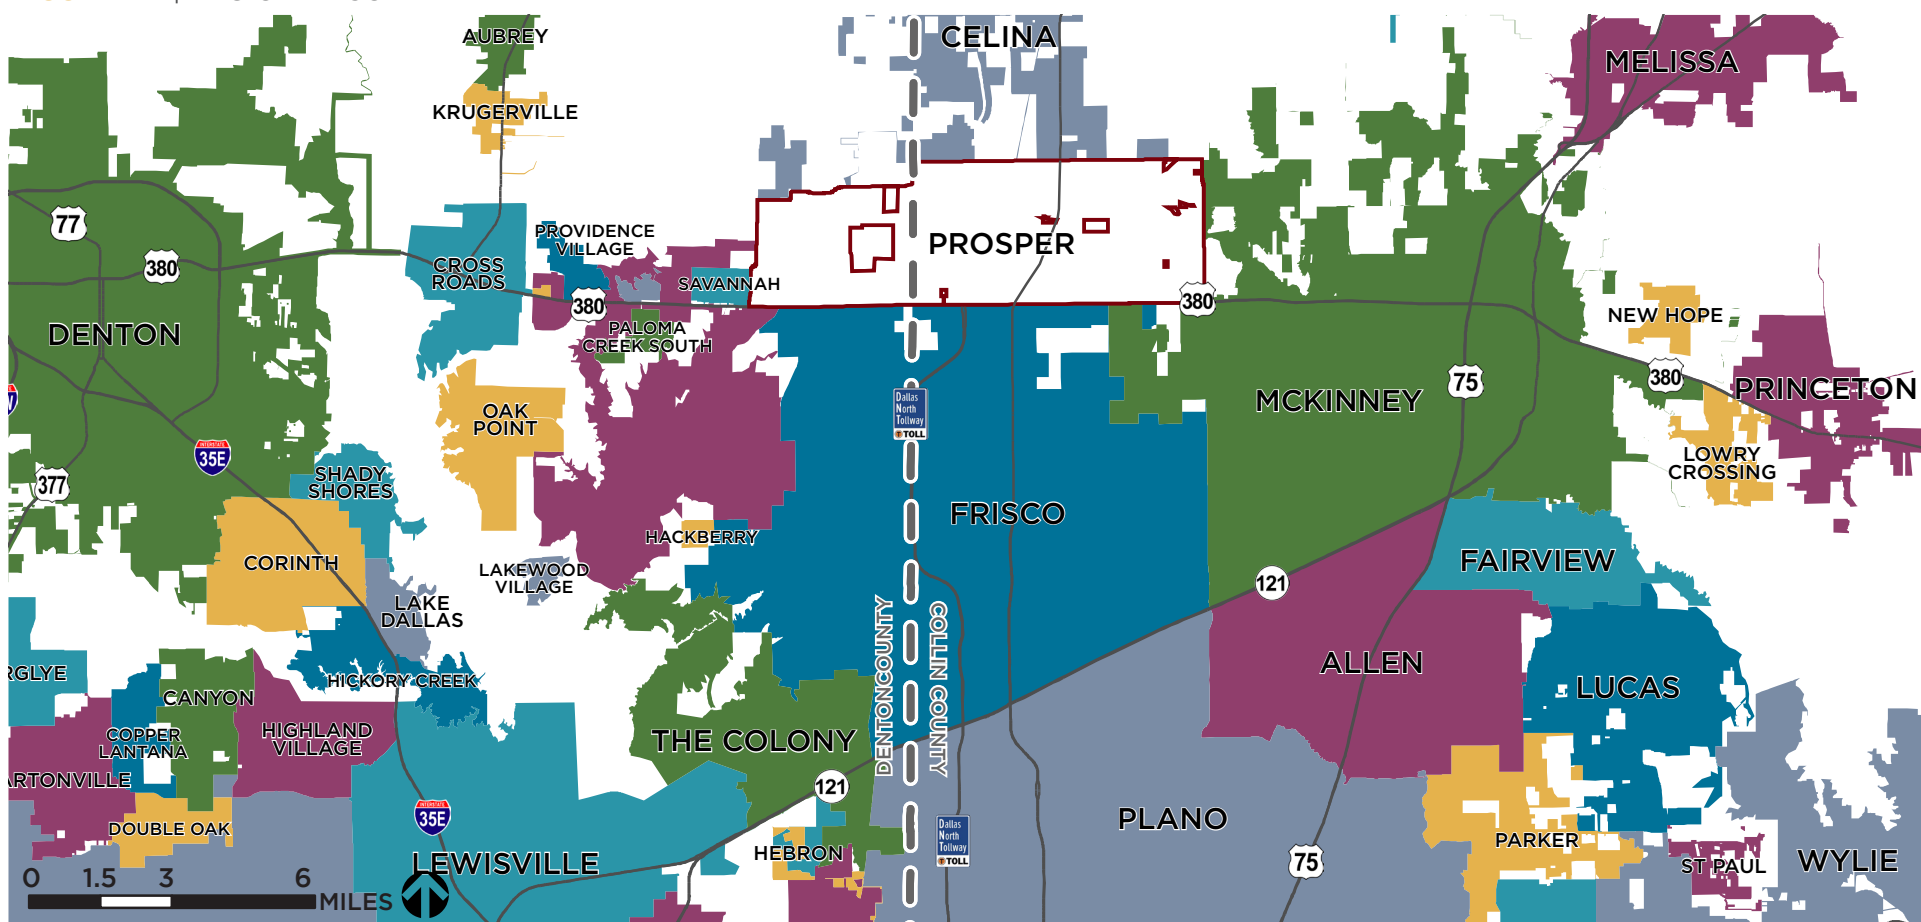 AUBREY
CELINA
MELISSA
KRUGERVILLE
77
380
PROVIDENCE
VILLAGE
PROSPER
CROSS
ROADS
SAVANNAH
380
380
DENTON
PALOMA
CREEK SOUTH
NEW HOPE
75
380
PRINCETON
MCKINNEY
Dallas
North
Tollway
TOLL
OAK
POINT
INTERSTATE
35E
377
SHADY
SHORES
LOWRY
CROSSING
FRISCO
HACKBERRY
CORINTH
LAKEWOOD
VILLAGE
FAIRVIEW
121
LAKE
DALLAS
DENTON COUNTY
COLLIN COUNTY
RGLYE
HICKORY CREEK
ALLEN
LUCAS
CANYON
COPPER
LANTANA
HIGHLAND
VILLAGE
THE COLONY
ARTONVILLE
121
INTERSTATE
35E
DOUBLE OAK
PLANO
Dallas
North
Tollway
TOLL
HEBRON
PARKER
LEWISVILLE
75
ST PAUL
WYLIE
0 1.5 3 6
MILES